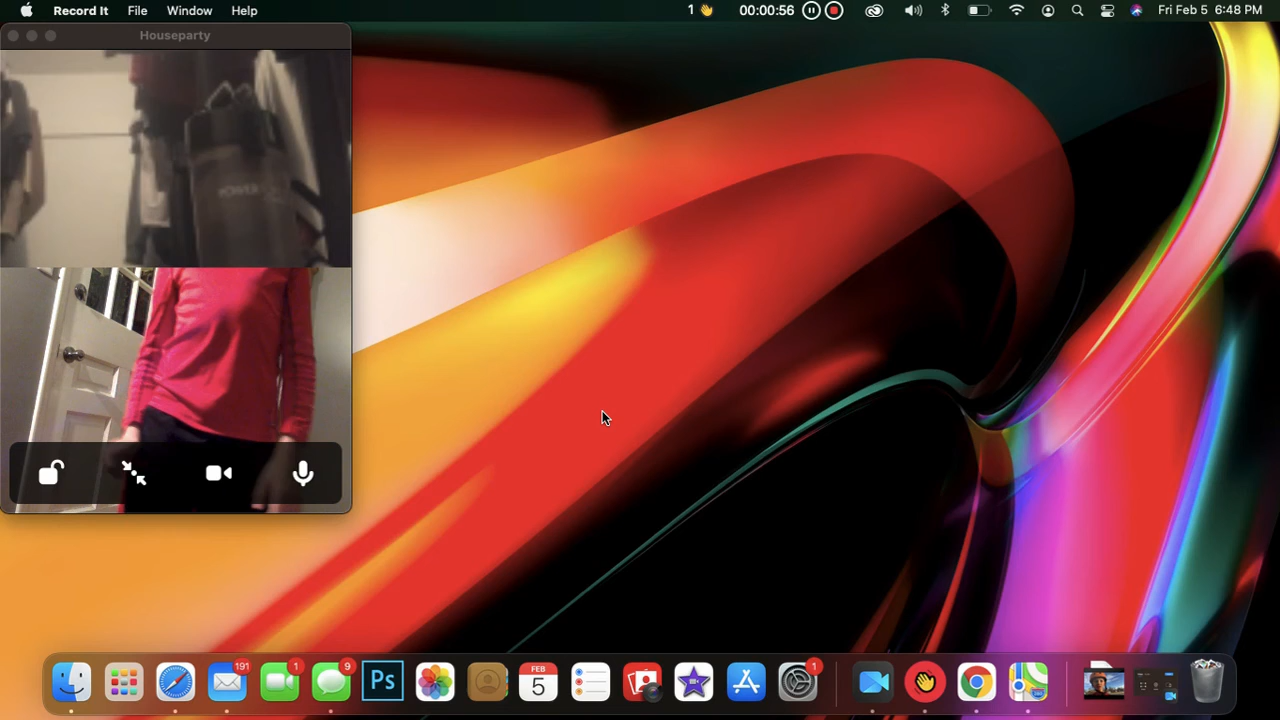 Record It File Window Help 1 00:00:56 Fri Feb 5 6:48 PM
Houseparty
POWER
191 1 9 Ps FEB 5 1